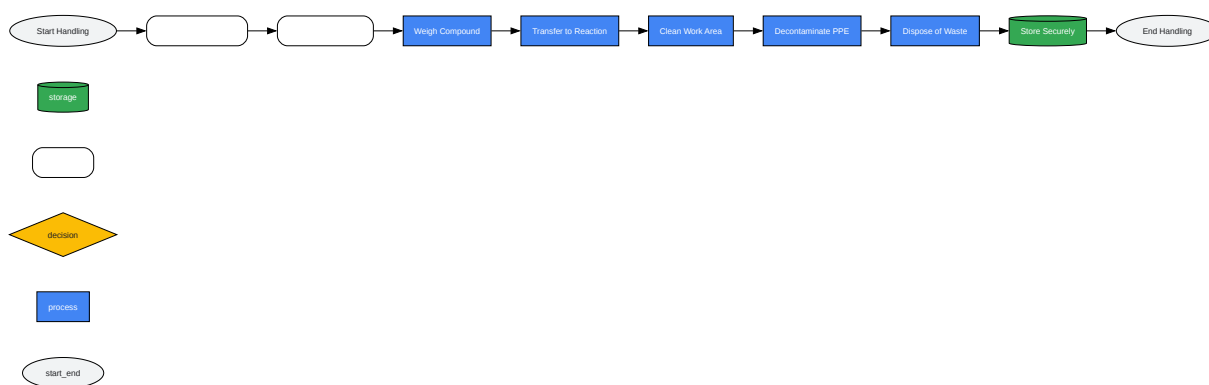 Start Handling
Weigh Compound
Transfer to Reaction
Clean Work Area
Decontaminate PPE
Dispose of Waste
Store Securely
End Handling
storage
decision
process
start_end